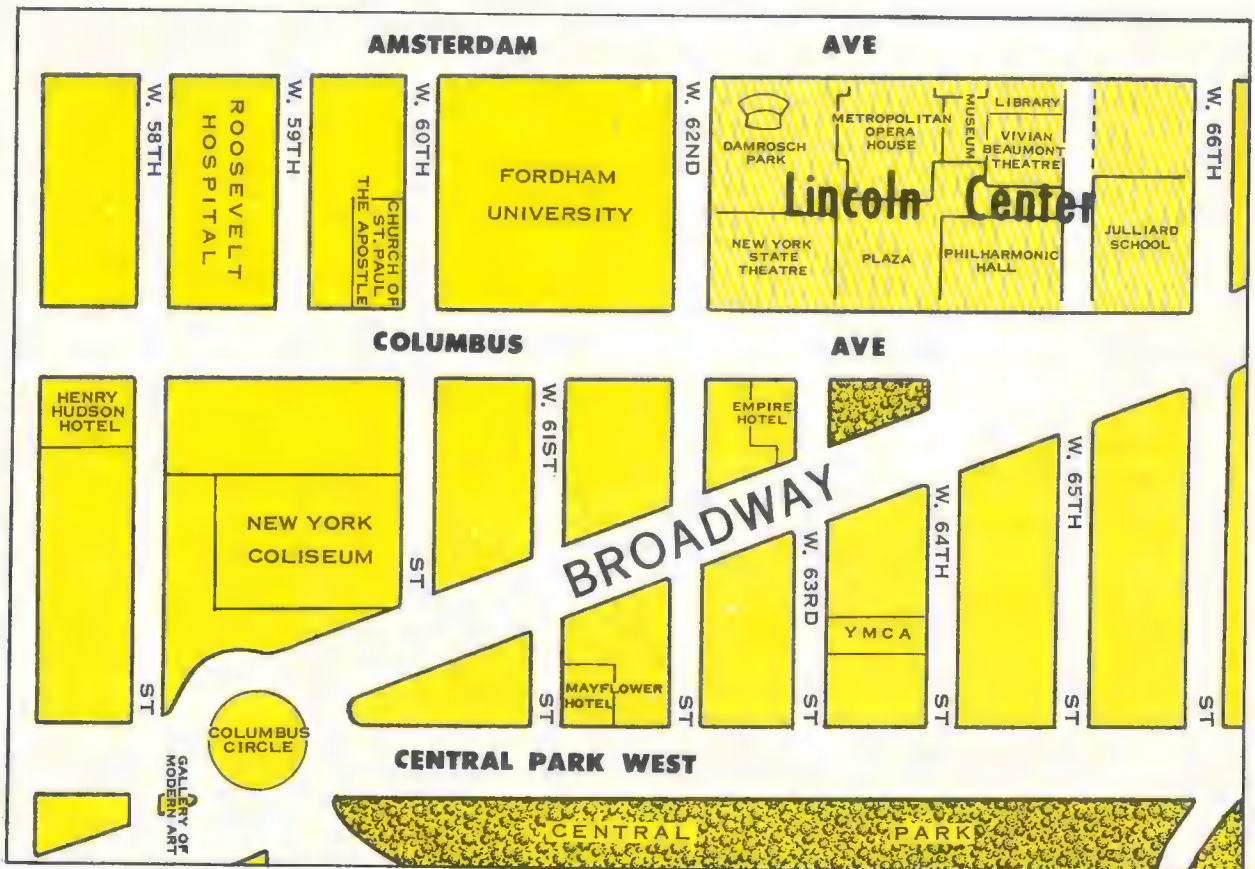 AMSTERDAM AVE
W. 58TH
ROOSEVELT
HOSPITAL
W. 59TH
CHURCH OF
ST. PAUL
THE APOSTLE
W. 60TH
FORDHAM
UNIVERSITY
W. 62ND
DAMROSCH
PARK
METROPOLITAN
OPERA
HOUSE
MUSEUM
LIBRARY
VIVIAN
BEAUMONT
THEATRE
W. 66TH
Lincoln Center
NEW YORK
STATE
THEATRE
PLAZA
PHILHARMONIC
HALL
JULLIARD
SCHOOL
COLUMBUS AVE
HENRY
HUDSON
HOTEL
NEW YORK
COLISEUM
W. 61ST
EMPIRE
HOTEL
BROADWAY
W. 63RD
W. 64TH
W. 65TH
ST
YMCA
MAYFLOWER
HOTEL
ST
ST
ST
ST
ST
ST
ST
COLUMBUS
CIRCLE
CENTRAL PARK WEST
GALLERY OF
MODERN ART
CENTRAL PARK